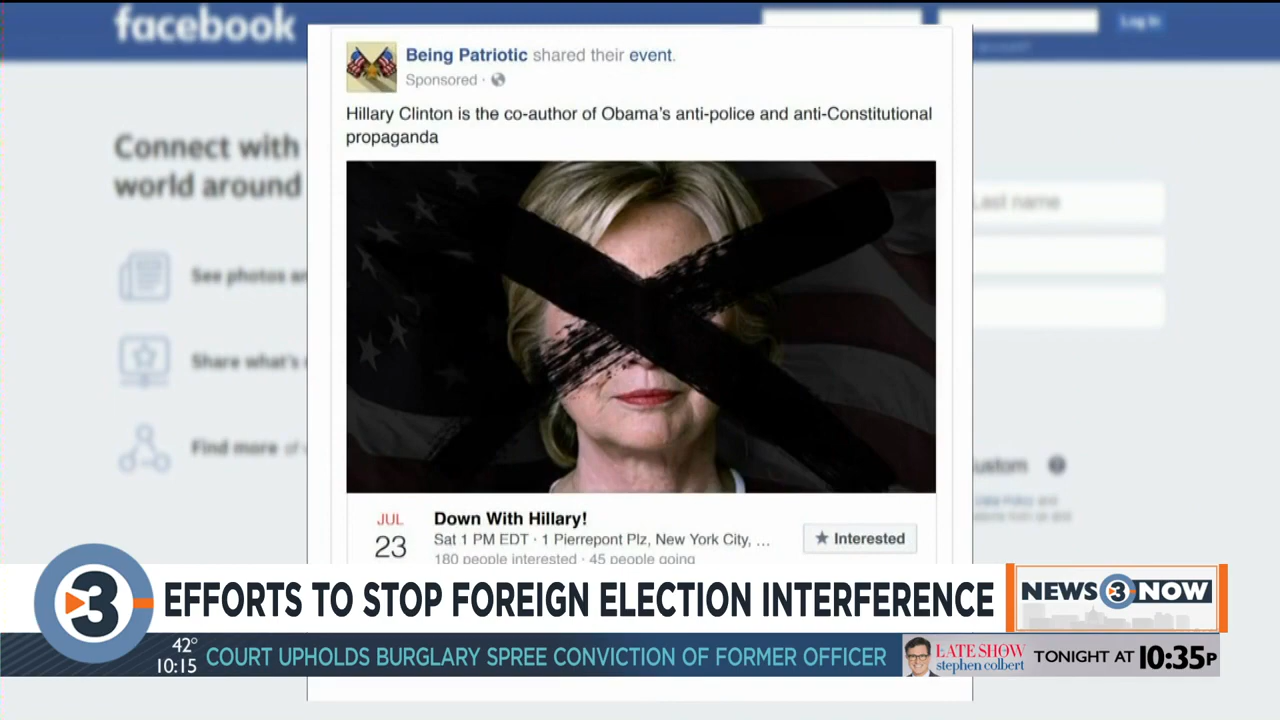 facebook
Log In
Being Patriotic shared their event.
Sponsored ·
Hillary Clinton is the co-author of Obama's anti-police and anti-Constitutional
propaganda
Connect with
world around
See photos
Share what's
Find more of
Last name
JUL
23
Down With Hillary!
Sat 1 PM EDT · 1 Pierrepont Plz, New York City, ...
180 people interested · 45 people going
Interested
3
EFFORTS TO STOP FOREIGN ELECTION INTERFERENCE
NEWS 3 NOW
42°
10:15
COURT UPHOLDS BURGLARY SPREE CONVICTION OF FORMER OFFICER
LATE SHOW
stephen colbert
TONIGHT AT 10:35P